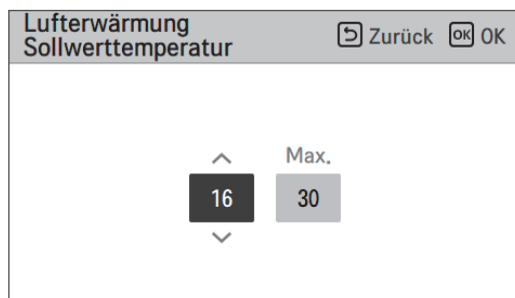 Lufterwärmung
Sollwerttemperatur
Zurück OK OK
Max.
16 30